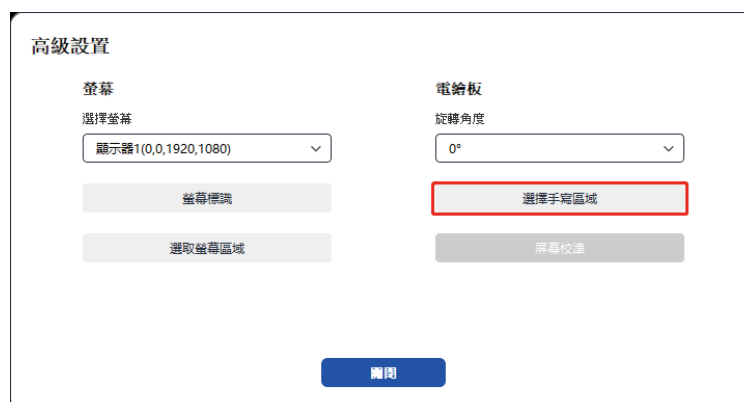 高級設置
螢幕
選擇螢幕
顯示器1(0,0,1920,1080)
螢幕標識
選取螢幕區域
電繪板
旋轉角度
0°
選擇手寫區域
屏幕校準
關閉